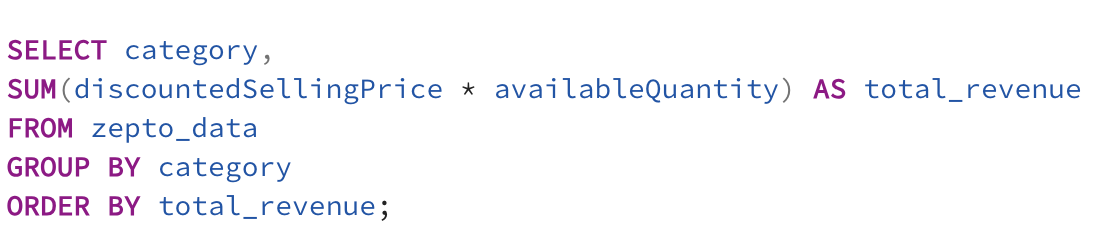 SELECT category,
SUM(discountedSellingPrice * availableQuantity) AS total_revenue
FROM zepto_data
GROUP BY category
ORDER BY total_revenue;